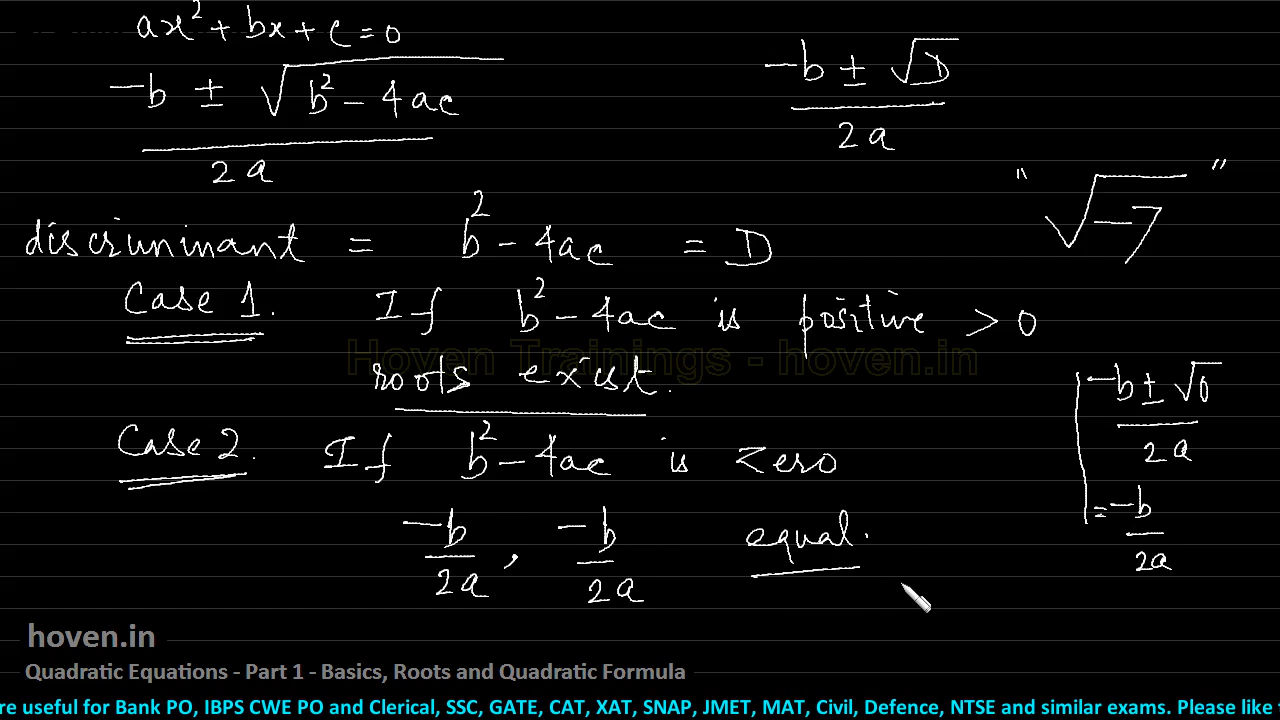 ax² + bx + c = 0
-b ± √(b² - 4ac) / 2a
-b ± √D / 2a
"√-7"
discriminant = b² - 4ac = D
Case 1. If b² - 4ac is positive > 0
Hoven Trainings - hoven.in
roots exist.
-b ± √0 / 2a
= -b / 2a
Case 2. If b² - 4ac is zero
-b / 2a , -b / 2a equal.
hoven.in
Quadratic Equations - Part 1 - Basics, Roots and Quadratic Formula
re useful for Bank PO, IBPS CWE PO and Clerical, SSC, GATE, CAT, XAT, SNAP, JMET, MAT, Civil, Defence, NTSE and similar exams. Please like